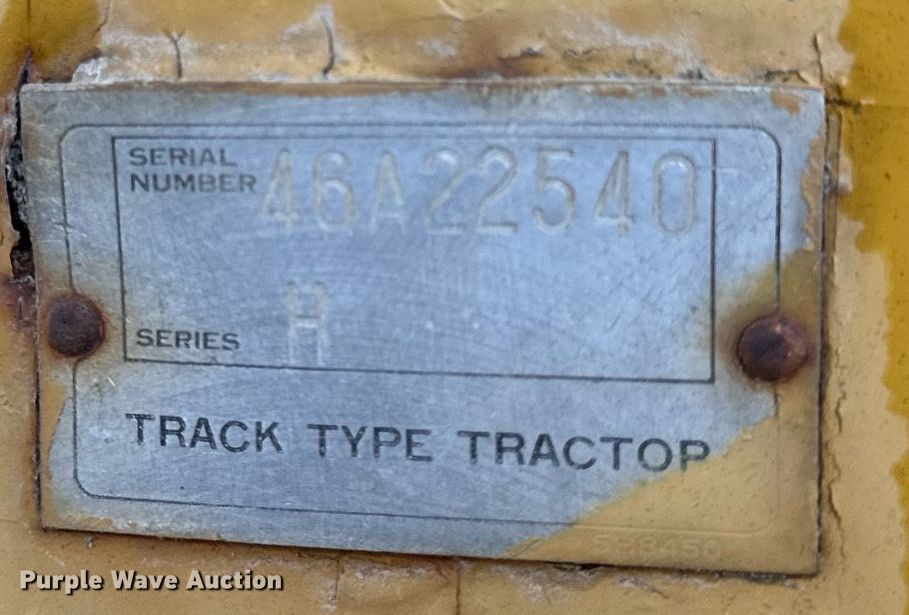 SERIAL
NUMBER 46A22540
SERIES H
TRACK TYPE TRACTOR
Purple Wave Auction